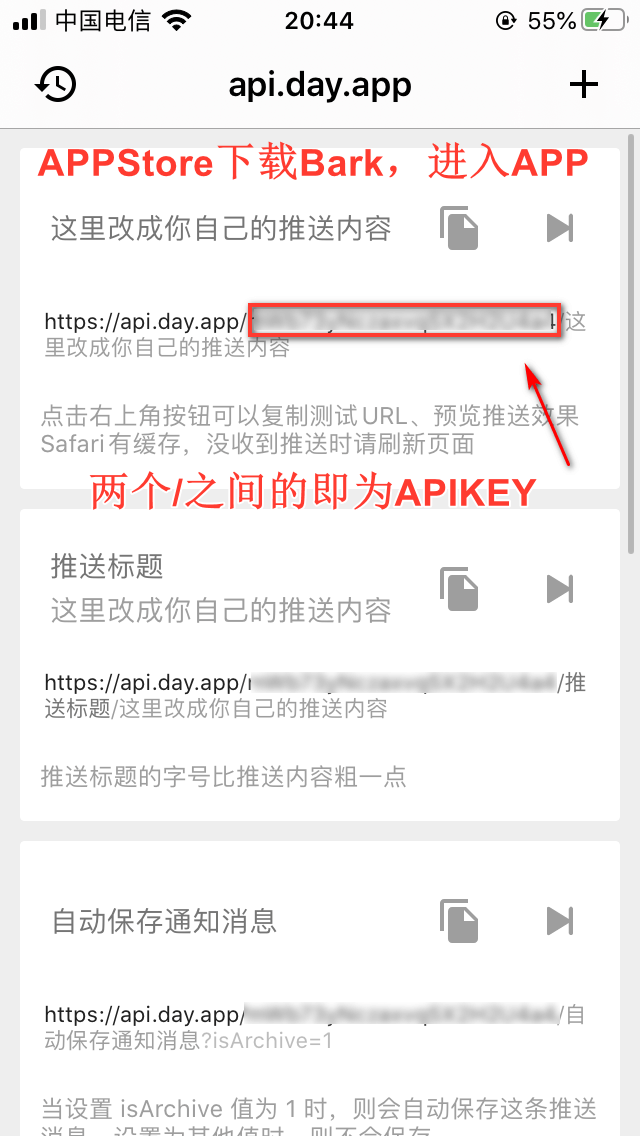 中国电信 20:44 55%
api.day.app
APPStore下载Bark，进入APP
这里改成你自己的推送内容
https://api.day.app/ 4/这
里改成你自己的推送内容
点击右上角按钮可以复制测试URL、预览推送效果
Safari有缓存，没收到推送时请刷新页面
两个/之间的即为APIKEY
推送标题
这里改成你自己的推送内容
https://api.day.app/ /推
送标题/这里改成你自己的推送内容
推送标题的字号比推送内容粗一点
自动保存通知消息
https://api.day.app/ /自
动保存通知消息?isArchive=1
当设置 isArchive 值为 1 时，则会自动保存这条推送
消息，设置为其他值时，则不会保存